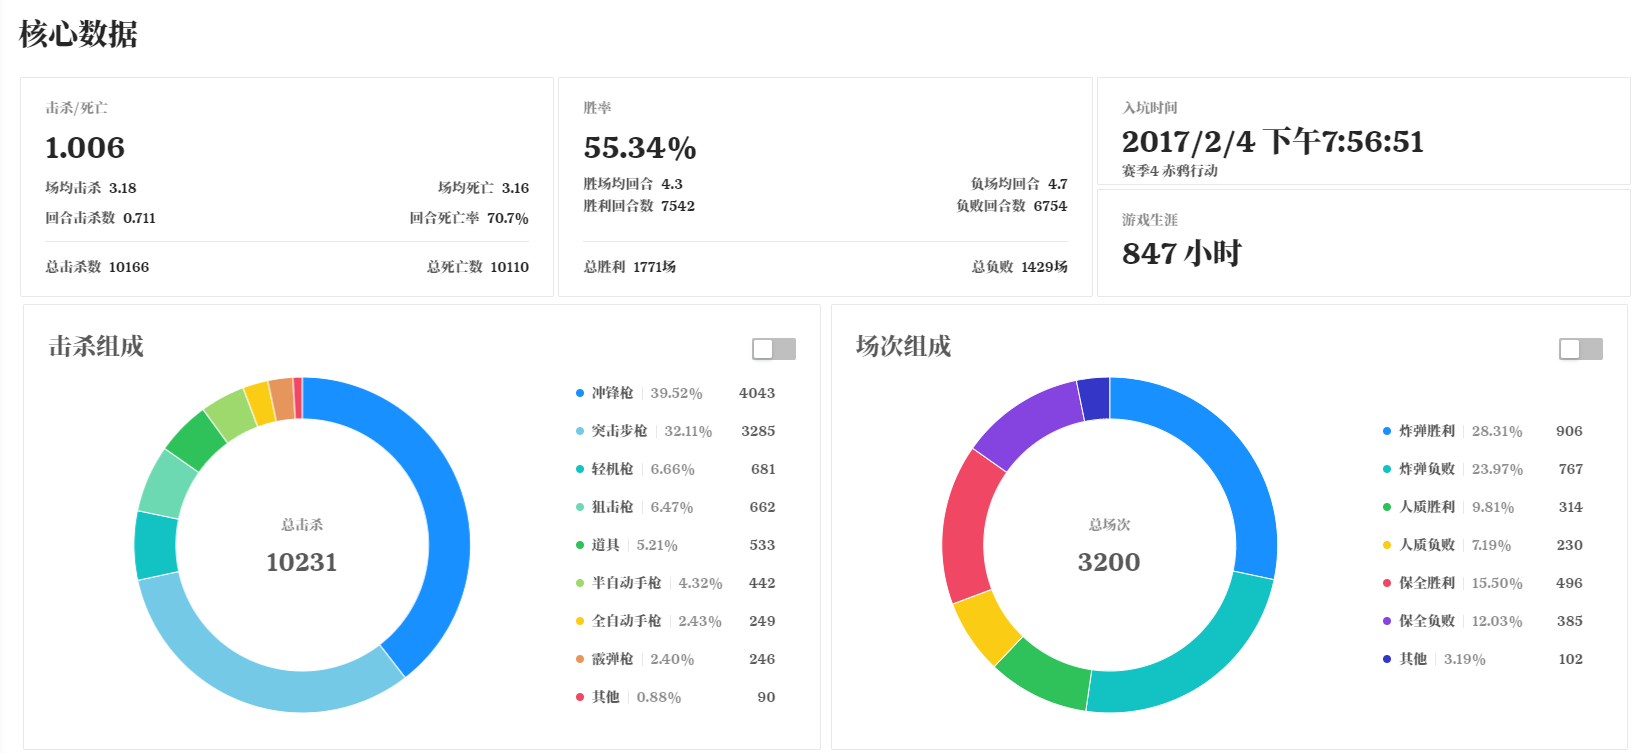 核心数据
击杀/死亡
1.006
场均击杀 3.18 场均死亡 3.16
回合击杀数 0.711 回合死亡率 70.7%
总击杀数 10166 总死亡数 10110
胜率
55.34%
胜场均回合 4.3 负场均回合 4.7
胜利回合数 7542 负败回合数 6754
总胜利 1771场 总负败 1429场
入坑时间
2017/2/4 下午7:56:51
赛季4 赤鸦行动
游戏生涯
847 小时
击杀组成
总击杀
10231
冲锋枪 39.52% 4043
突击步枪 32.11% 3285
轻机枪 6.66% 681
狙击枪 6.47% 662
道具 5.21% 533
半自动手枪 4.32% 442
全自动手枪 2.43% 249
霰弹枪 2.40% 246
其他 0.88% 90
场次组成
总场次
3200
炸弹胜利 28.31% 906
炸弹负败 23.97% 767
人质胜利 9.81% 314
人质负败 7.19% 230
保全胜利 15.50% 496
保全负败 12.03% 385
其他 3.19% 102